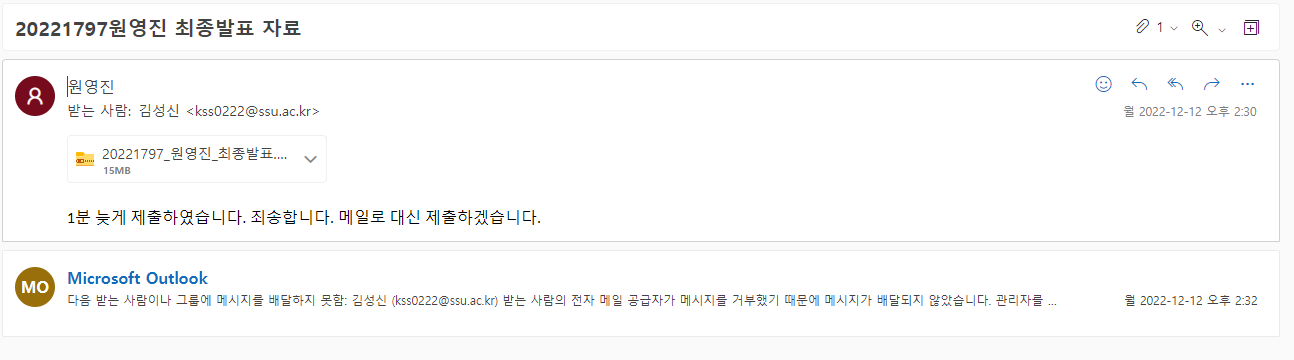 20221797원영진 최종발표 자료
1
원영진
받는 사람: 김성신 <kss0222@ssu.ac.kr>
월 2022-12-12 오후 2:30
20221797_원영진_최종발표....
15MB
1분 늦게 제출하였습니다. 죄송합니다. 메일로 대신 제출하겠습니다.
MO
Microsoft Outlook
다음 받는 사람이나 그룹에 메시지를 배달하지 못함: 김성신 (kss0222@ssu.ac.kr) 받는 사람의 전자 메일 공급자가 메시지를 거부했기 때문에 메시지가 배달되지 않았습니다. 관리자를 ...
월 2022-12-12 오후 2:32